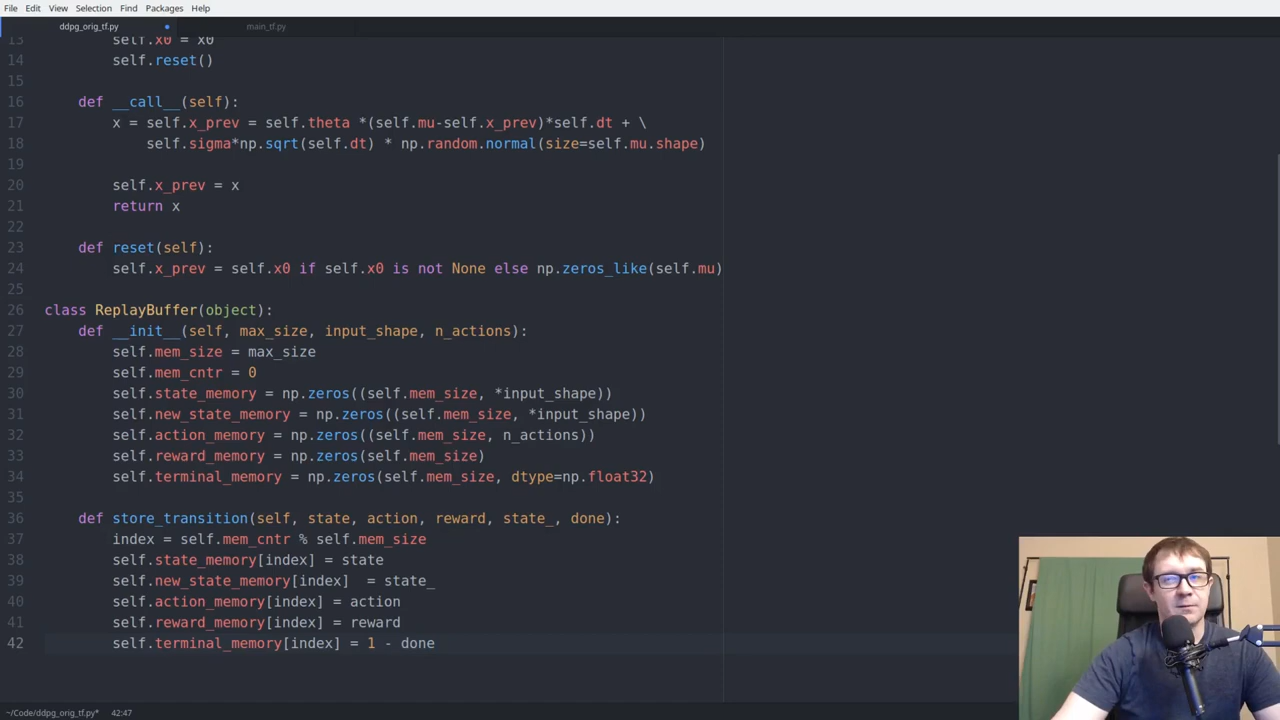 File Edit View Selection Find Packages Help
ddpg_orig_tf.py main_tf.py
13 self.x0 = x0
14 self.reset()
15
16 def __call__(self):
17 x = self.x_prev = self.theta *(self.mu-self.x_prev)*self.dt + \
18 self.sigma*np.sqrt(self.dt) * np.random.normal(size=self.mu.shape)
19
20 self.x_prev = x
21 return x
22
23 def reset(self):
24 self.x_prev = self.x0 if self.x0 is not None else np.zeros_like(self.mu)
25
26 class ReplayBuffer(object):
27 def __init__(self, max_size, input_shape, n_actions):
28 self.mem_size = max_size
29 self.mem_cntr = 0
30 self.state_memory = np.zeros((self.mem_size, *input_shape))
31 self.new_state_memory = np.zeros((self.mem_size, *input_shape))
32 self.action_memory = np.zeros((self.mem_size, n_actions))
33 self.reward_memory = np.zeros(self.mem_size)
34 self.terminal_memory = np.zeros(self.mem_size, dtype=np.float32)
35
36 def store_transition(self, state, action, reward, state_, done):
37 index = self.mem_cntr % self.mem_size
38 self.state_memory[index] = state
39 self.new_state_memory[index]  = state_
40 self.action_memory[index] = action
41 self.reward_memory[index] = reward
42 self.terminal_memory[index] = 1 - done
~/Code/ddpg_orig_tf.py* 42:47